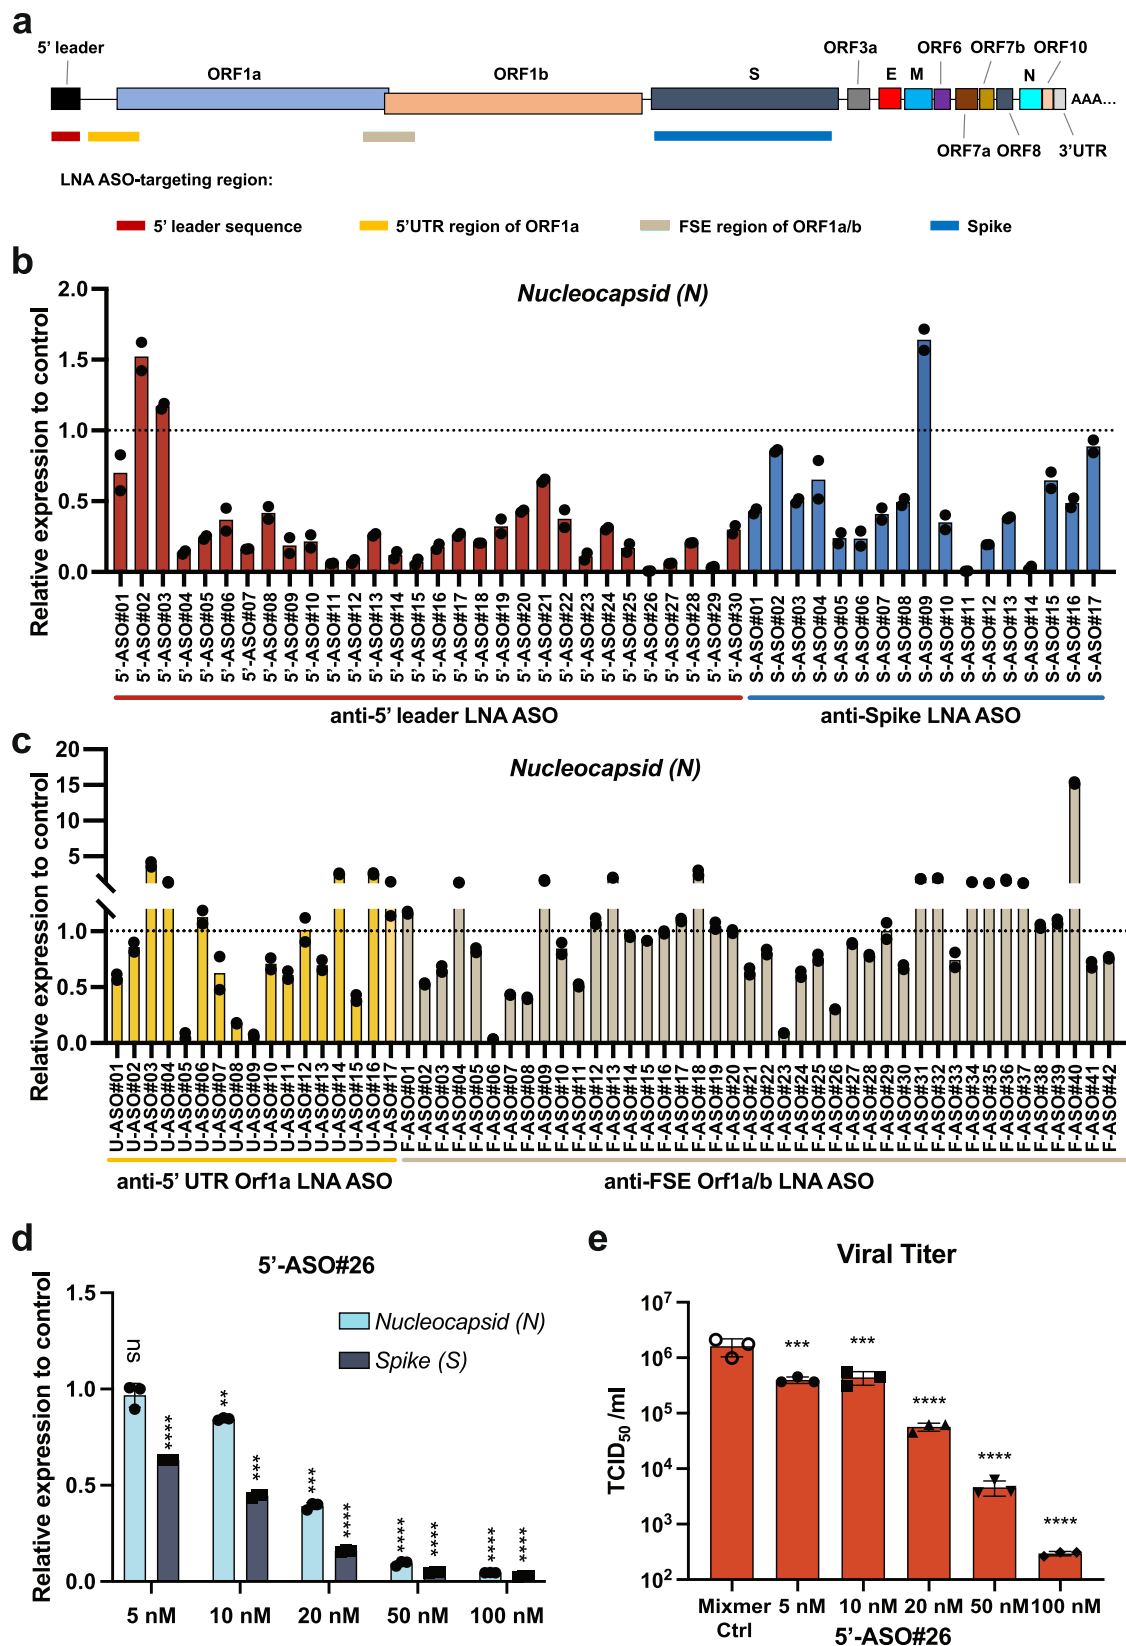 a
5' leader
ORF1a
ORF1b
S
ORF3a
E
M
ORF6
ORF7b
ORF10
N
AAA...
ORF7a
ORF8
3'UTR
LNA ASO-targeting region:
5' leader sequence
5'UTR region of ORF1a
FSE region of ORF1a/b
Spike
b
Nucleocapsid (N)
Relative expression to control
2.0
1.5
1.0
0.5
0.0
5'-ASO#01
5'-ASO#02
5'-ASO#03
5'-ASO#04
5'-ASO#05
5'-ASO#06
5'-ASO#07
5'-ASO#08
5'-ASO#09
5'-ASO#10
5'-ASO#11
5'-ASO#12
5'-ASO#13
5'-ASO#14
5'-ASO#15
5'-ASO#16
5'-ASO#17
5'-ASO#18
5'-ASO#19
5'-ASO#20
5'-ASO#21
5'-ASO#22
5'-ASO#23
5'-ASO#24
5'-ASO#25
5'-ASO#26
5'-ASO#27
5'-ASO#28
5'-ASO#29
5'-ASO#30
S-ASO#01
S-ASO#02
S-ASO#03
S-ASO#04
S-ASO#05
S-ASO#06
S-ASO#07
S-ASO#08
S-ASO#09
S-ASO#10
S-ASO#11
S-ASO#12
S-ASO#13
S-ASO#14
S-ASO#15
S-ASO#16
S-ASO#17
anti-5' leader LNA ASO
anti-Spike LNA ASO
c
Nucleocapsid (N)
Relative expression to control
20
15
10
5
1.0
0.5
0.0
U-ASO#01
U-ASO#02
U-ASO#03
U-ASO#04
U-ASO#05
U-ASO#06
U-ASO#07
U-ASO#08
U-ASO#09
U-ASO#10
U-ASO#11
U-ASO#12
U-ASO#13
U-ASO#14
U-ASO#15
U-ASO#16
U-ASO#17
F-ASO#01
F-ASO#02
F-ASO#03
F-ASO#04
F-ASO#05
F-ASO#06
F-ASO#07
F-ASO#08
F-ASO#09
F-ASO#10
F-ASO#11
F-ASO#12
F-ASO#13
F-ASO#14
F-ASO#15
F-ASO#16
F-ASO#17
F-ASO#18
F-ASO#19
F-ASO#20
F-ASO#21
F-ASO#22
F-ASO#23
F-ASO#24
F-ASO#25
F-ASO#26
F-ASO#27
F-ASO#28
F-ASO#29
F-ASO#30
F-ASO#31
F-ASO#32
F-ASO#33
F-ASO#34
F-ASO#35
F-ASO#36
F-ASO#37
F-ASO#38
F-ASO#39
F-ASO#40
F-ASO#41
F-ASO#42
anti-5' UTR Orf1a LNA ASO
anti-FSE Orf1a/b LNA ASO
d
5'-ASO#26
Relative expression to control
1.5
1.0
0.5
0.0
Nucleocapsid (N)
Spike (S)
ns
****
**
***
***
****
****
****
****
****
5 nM
10 nM
20 nM
50 nM
100 nM
e
Viral Titer
TCID50 /ml
10^7
10^6
10^5
10^4
10^3
10^2
***
***
****
****
****
Mixmer Ctrl
5 nM
10 nM
20 nM
50 nM
100 nM
5'-ASO#26